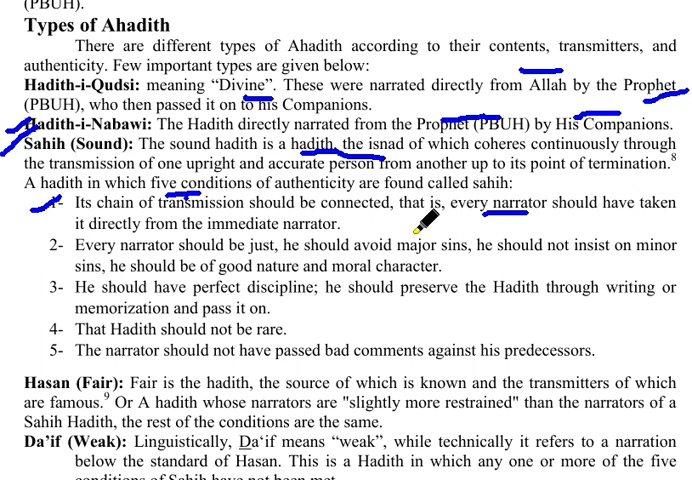 (PBUH).
Types of Ahadith
There are different types of Ahadith according to their contents, transmitters, and
authenticity. Few important types are given below:
Hadith-i-Qudsi: meaning “Divine”. These were narrated directly from Allah by the Prophet
(PBUH), who then passed it on to his Companions.
Hadith-i-Nabawi: The Hadith directly narrated from the Prophet (PBUH) by His Companions.
Sahih (Sound): The sound hadith is a hadith, the isnad of which coheres continuously through
the transmission of one upright and accurate person from another up to its point of termination.8
A hadith in which five conditions of authenticity are found called sahih:
1- Its chain of transmission should be connected, that is, every narrator should have taken
it directly from the immediate narrator.
2- Every narrator should be just, he should avoid major sins, he should not insist on minor
sins, he should be of good nature and moral character.
3- He should have perfect discipline; he should preserve the Hadith through writing or
memorization and pass it on.
4- That Hadith should not be rare.
5- The narrator should not have passed bad comments against his predecessors.
Hasan (Fair): Fair is the hadith, the source of which is known and the transmitters of which
are famous.9 Or A hadith whose narrators are "slightly more restrained" than the narrators of a
Sahih Hadith, the rest of the conditions are the same.
Da’if (Weak): Linguistically, Da‘if means “weak”, while technically it refers to a narration
below the standard of Hasan. This is a Hadith in which any one or more of the five
conditions of Sahih have not been met.